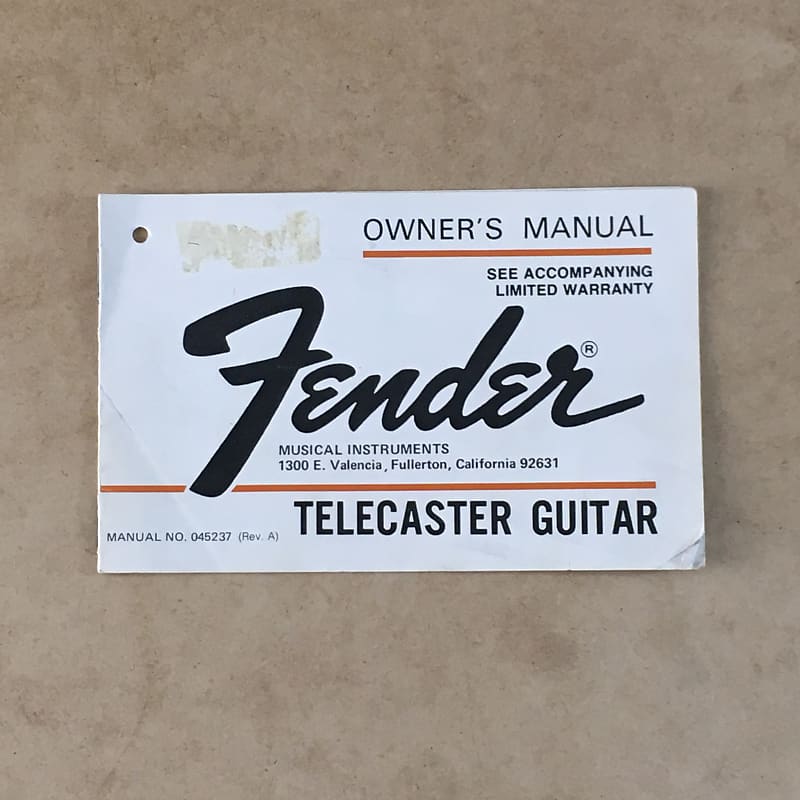 OWNER'S MANUAL
SEE ACCOMPANYING
LIMITED WARRANTY
Fender®
MUSICAL INSTRUMENTS
1300 E. Valencia, Fullerton, California 92631
TELECASTER GUITAR
MANUAL NO. 045237 (Rev. A)